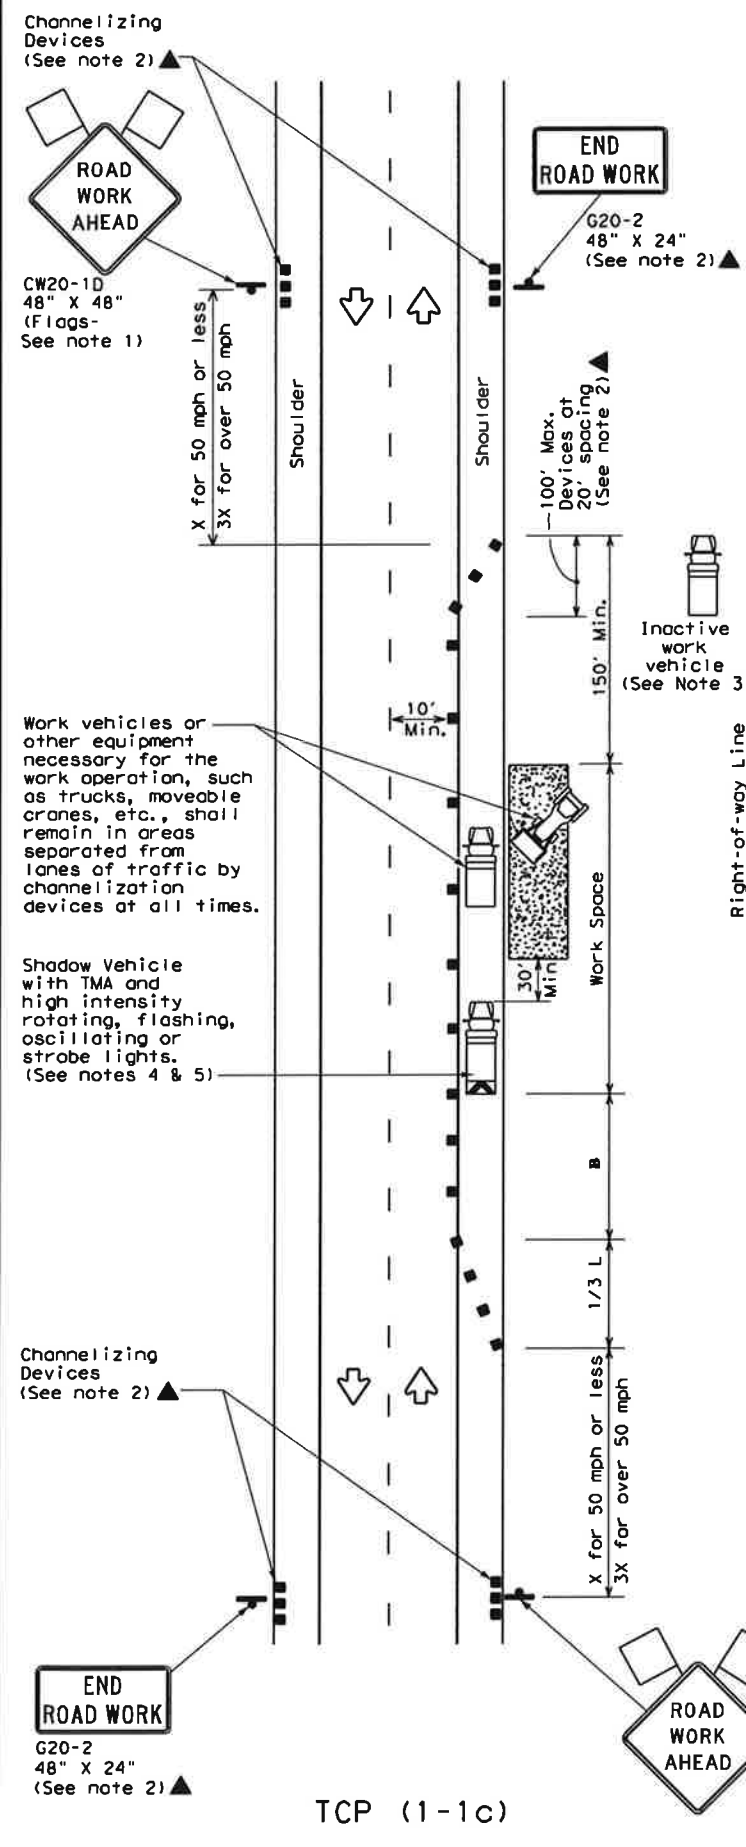 Channelizing
Devices
(See note 2)
ROAD
WORK
AHEAD
CW20-1D
48" X 48"
(Flags-
See note 1)
END
ROAD WORK
G20-2
48" X 24"
(See note 2)
X for 50 mph or less
3X for over 50 mph
Shoulder
Shoulder
100' Max.
Devices at
20' spacing
(See note 2)
150' Min.
Inactive
work
vehicle
(See Note 3
Right-of-way Line
10'
Min.
Work vehicles or
other equipment
necessary for the
work operation, such
as trucks, moveable
cranes, etc., shall
remain in areas
separated from
lanes of traffic by
channelization
devices at all times.
Work Space
30'
Min
Shadow Vehicle
with TMA and
high intensity
rotating, flashing,
oscillating or
strobe lights.
(See notes 4 & 5)
B
1/3 L
Channelizing
Devices
(See note 2)
X for 50 mph or less
3X for over 50 mph
END
ROAD WORK
G20-2
48" X 24"
(See note 2)
ROAD
WORK
AHEAD
TCP (1-1c)